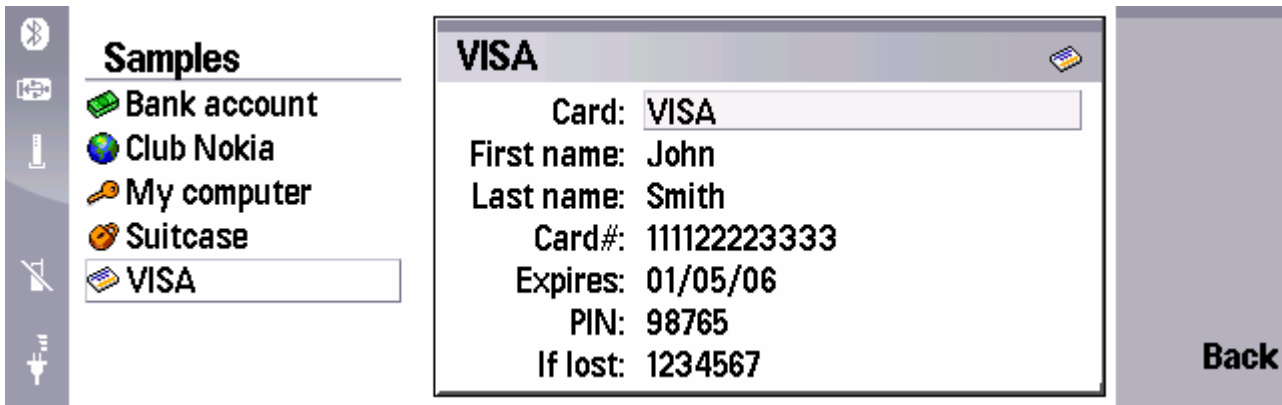 Samples
Bank account
Club Nokia
My computer
Suitcase
VISA
VISA
Card: VISA
First name: John
Last name: Smith
Card#: 111122223333
Expires: 01/05/06
PIN: 98765
If lost: 1234567
Back